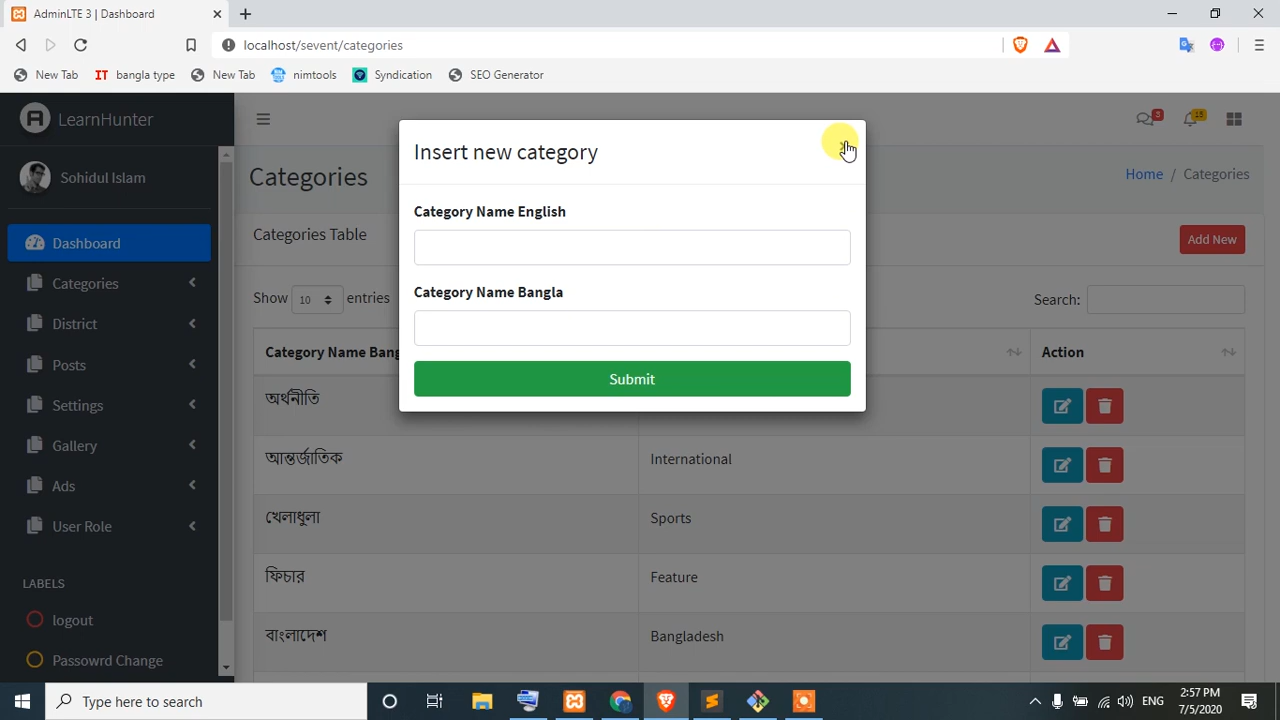 AdminLTE 3 | Dashboard
localhost/sevent/categories
New Tab
IT bangla type
New Tab
nimtools
Syndication
SEO Generator
LearnHunter
3
15
Sohidul Islam
Categories
Home / Categories
Dashboard
Categories
District
Posts
Settings
Gallery
Ads
User Role
LABELS
logout
Passowrd Change
Categories Table
Add New
Show 10 entries
Search:
Insert new category
Category Name English
Category Name Bangla
Submit
Action
অর্থনীতি
আন্তর্জাতিক International
খেলাধুলা Sports
ফিচার Feature
বাংলাদেশ Bangladesh
Type here to search
ENG
2:57 PM
7/5/2020